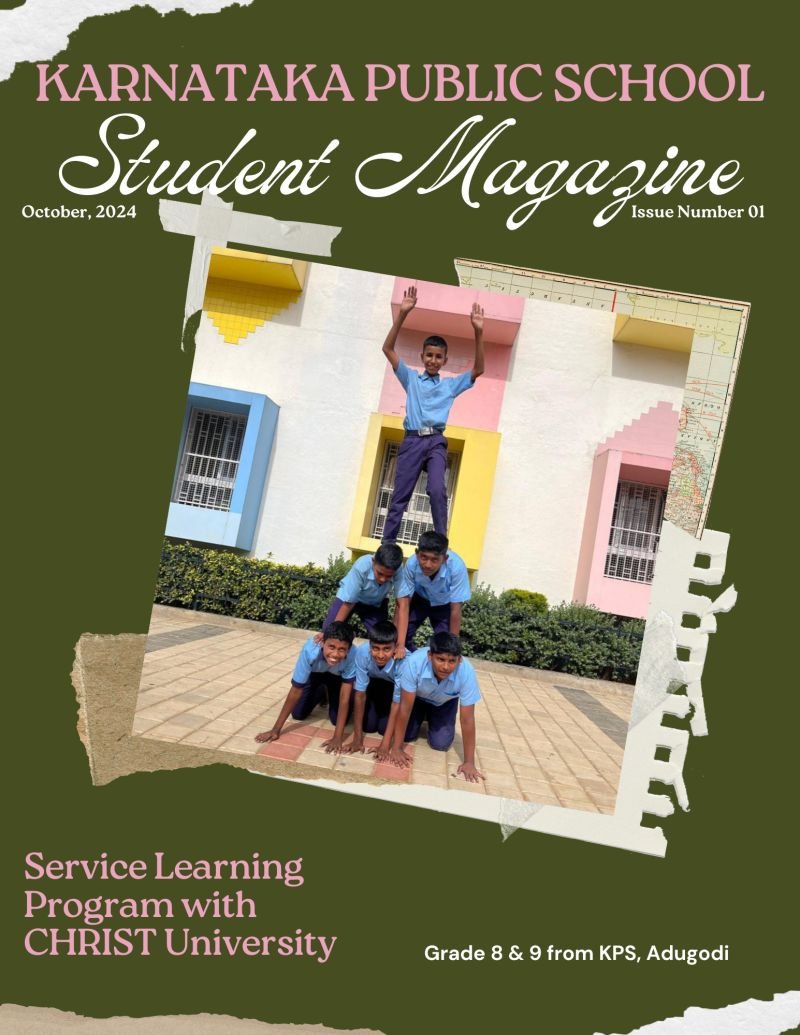 KARNATAKA PUBLIC SCHOOL
Student Magazine
October, 2024
Issue Number 01
Service Learning
Program with
CHRIST University
Grade 8 & 9 from KPS, Adugodi